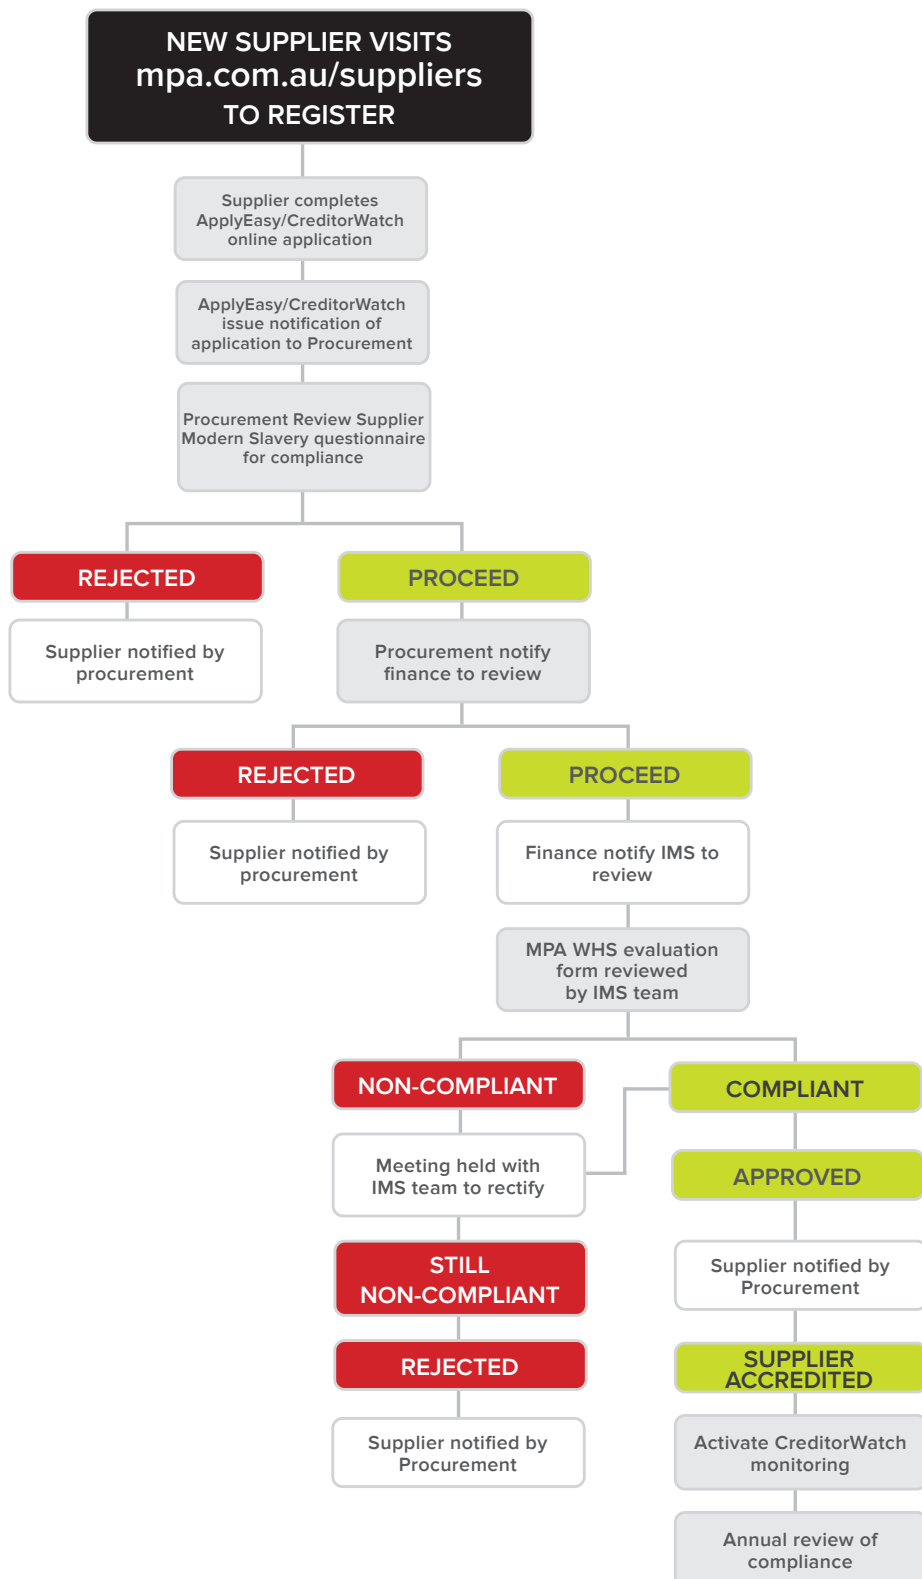 NEW SUPPLIER VISITS
mpa.com.au/suppliers
TO REGISTER
Supplier completes
ApplyEasy/CreditorWatch
online application
ApplyEasy/CreditorWatch
issue notification of
application to Procurement
Procurement Review Supplier
Modern Slavery questionnaire
for compliance
REJECTED
PROCEED
Supplier notified by
procurement
Procurement notify
finance to review
REJECTED
PROCEED
Supplier notified by
procurement
Finance notify IMS to
review
MPA WHS evaluation
form reviewed
by IMS team
NON-COMPLIANT
COMPLIANT
Meeting held with
IMS team to rectify
APPROVED
STILL
NON-COMPLIANT
Supplier notified by
Procurement
REJECTED
SUPPLIER
ACCREDITED
Supplier notified by
Procurement
Activate CreditorWatch
monitoring
Annual review of
compliance